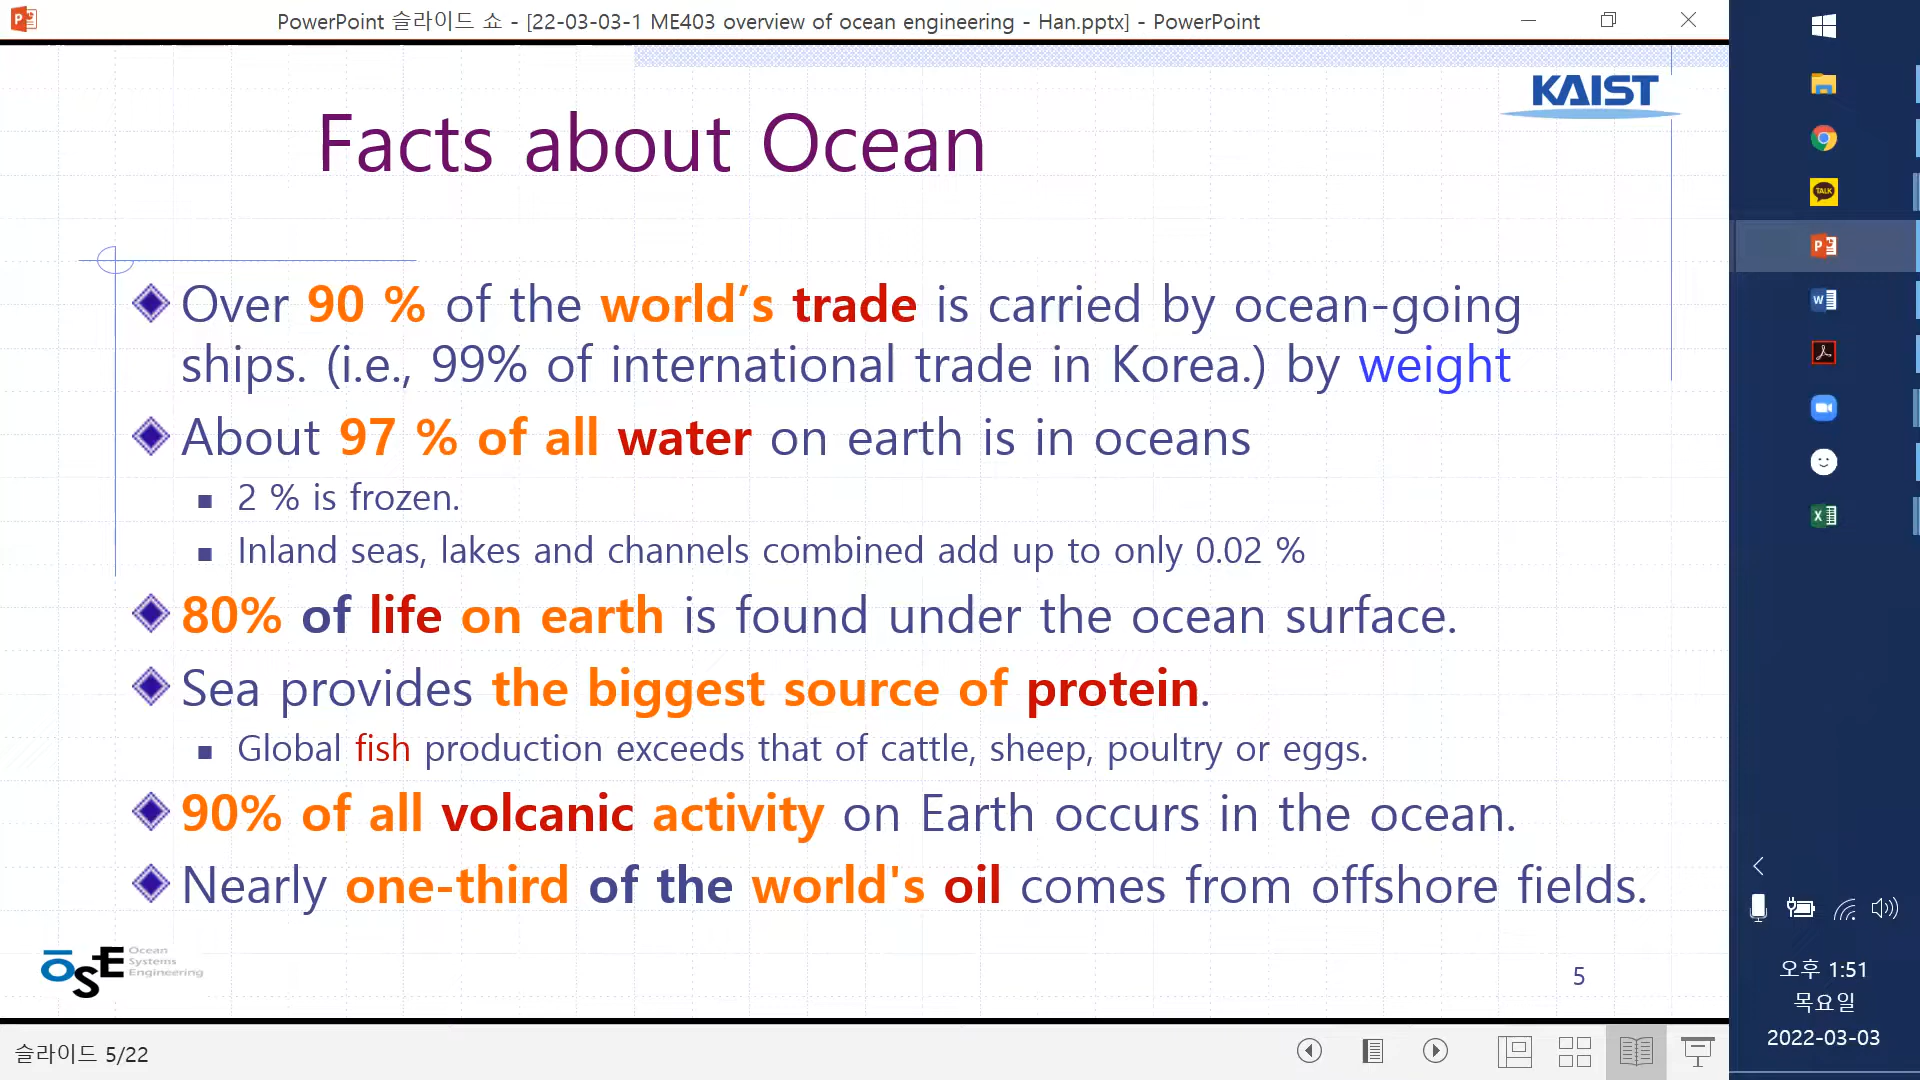 PowerPoint 슬라이드 쇼 - [22-03-03-1 ME403 overview of ocean engineering - Han.pptx] - PowerPoint
KAIST
Facts about Ocean
Over 90 % of the world’s trade is carried by ocean-going
ships. (i.e., 99% of international trade in Korea.) by weight
About 97 % of all water on earth is in oceans
2 % is frozen.
Inland seas, lakes and channels combined add up to only 0.02 %
80% of life on earth is found under the ocean surface.
Sea provides the biggest source of protein.
Global fish production exceeds that of cattle, sheep, poultry or eggs.
90% of all volcanic activity on Earth occurs in the ocean.
Nearly one-third of the world's oil comes from offshore fields.
OSE
Ocean
Systems
Engineering
5
슬라이드 5/22
TALK
오후 1:51
목요일
2022-03-03